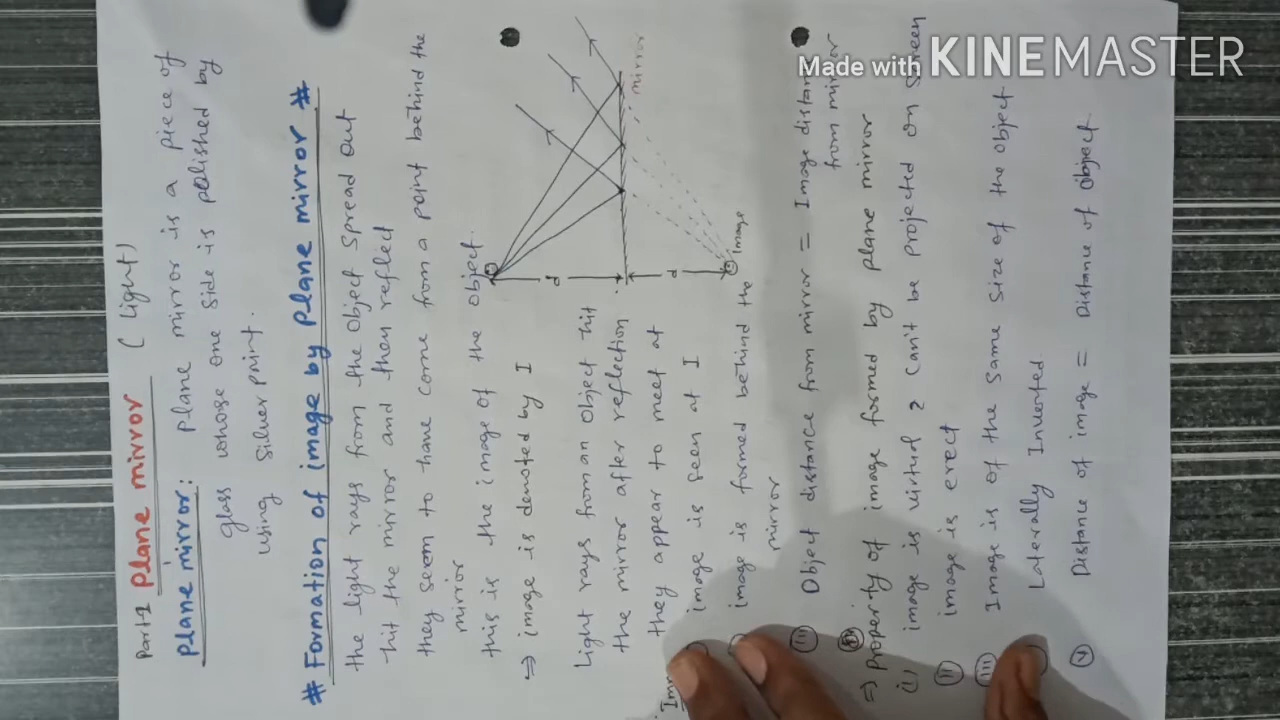 Part-1 Plane mirror (Light)
Plane mirror: plane mirror is a piece of
glass whose one side is polished by
using silver paint.
# Formation of image by plane mirror #
the light rays from the Object spread out
hit the mirror and then reflect
they seem to have come from a point behind the
mirror
this is the image of the object.
⇒ image is denoted by I
Light rays from an Object hit
the mirror after reflection.
they appear to meet at
image is seen at I
image is formed behind the
mirror
d
d
mirror
image
(iii) Object distance from mirror = Image distance
from mirror
⇒ Property of image formed by plane mirror
(i) image is virtual 2 can't be projected on screen
(ii) image is erect
(iii) Image is of the same size of the object
Laterally Inverted
(v) Distance of image = Distance of object
Made with KINEMASTER